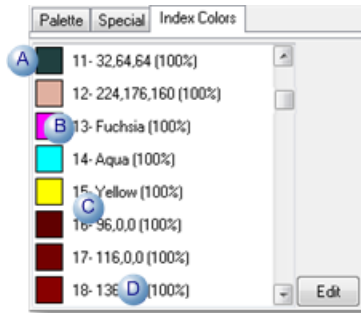 Palette Special Index Colors
A 11- 32,64,64 (100%)
12- 224,176,160 (100%)
B 13- Fuchsia (100%)
14- Aqua (100%)
15- Yellow (100%)
C
16- 96,0,0 (100%)
17- 116,0,0 (100%)
18- D (100%) Edit